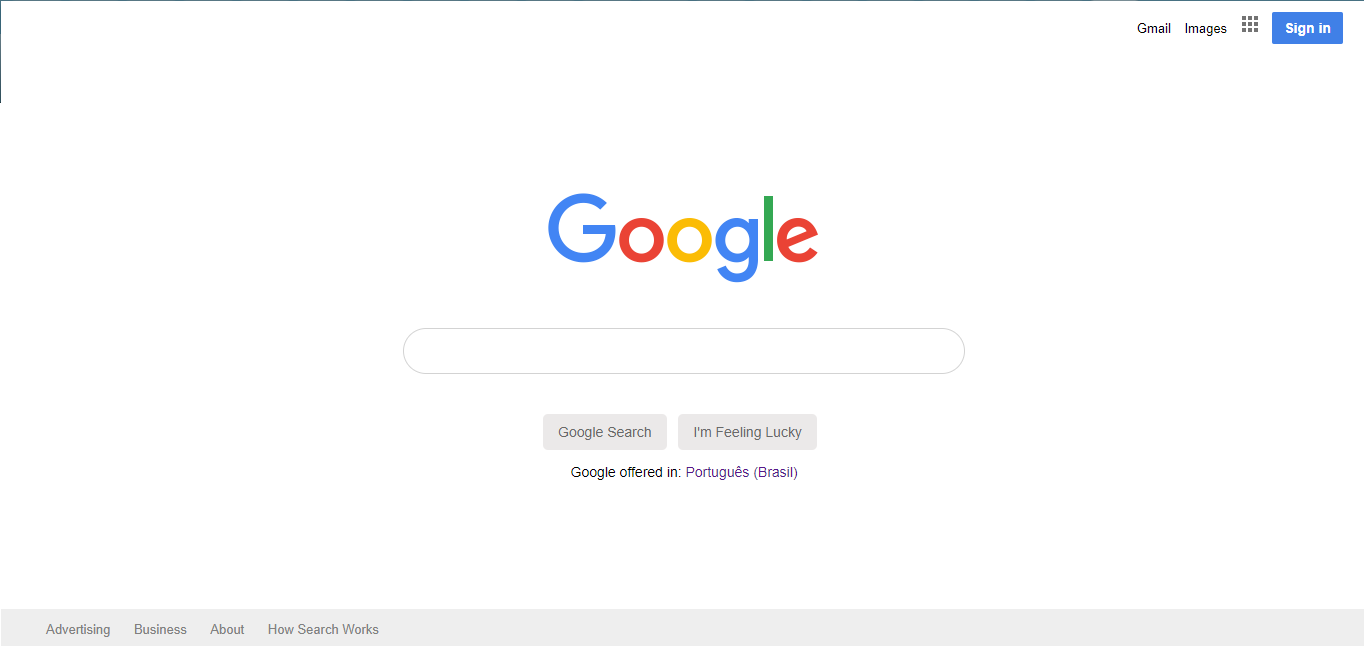 Gmail Images Sign in
Google
Google Search I'm Feeling Lucky
Google offered in: Português (Brasil)
Advertising Business About How Search Works